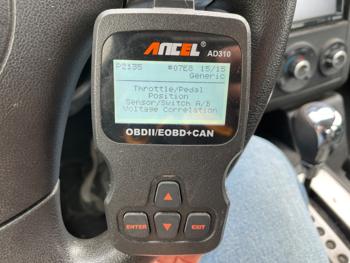 ANCEL
AD310
P2135 #07E8 15/15
Generic
Throttle/Pedal
Position
Sensor/Switch A/B
Voltage Correlation
OBDII/EOBD+CAN
ENTER EXIT